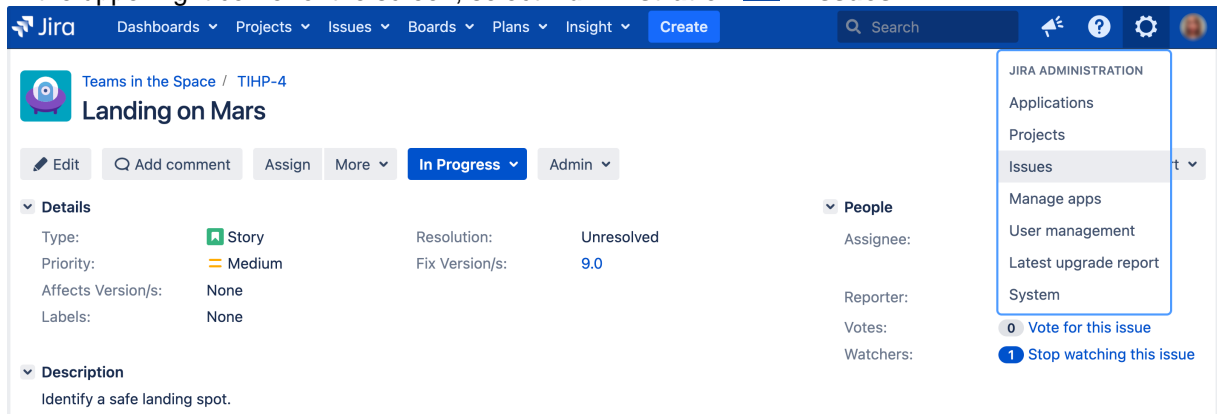 Jira Dashboards Projects Issues Boards Plans Insight Create Search
JIRA ADMINISTRATION
Applications
Projects
Issues
Manage apps
User management
Latest upgrade report
System
Teams in the Space / TIHP-4
Landing on Mars
Edit Add comment Assign More In Progress Admin
Details
Type: Story Resolution: Unresolved
Priority: Medium Fix Version/s: 9.0
Affects Version/s: None
Labels: None
People
Assignee:
Reporter:
Votes: 0 Vote for this issue
Watchers: 1 Stop watching this issue
Description
Identify a safe landing spot.